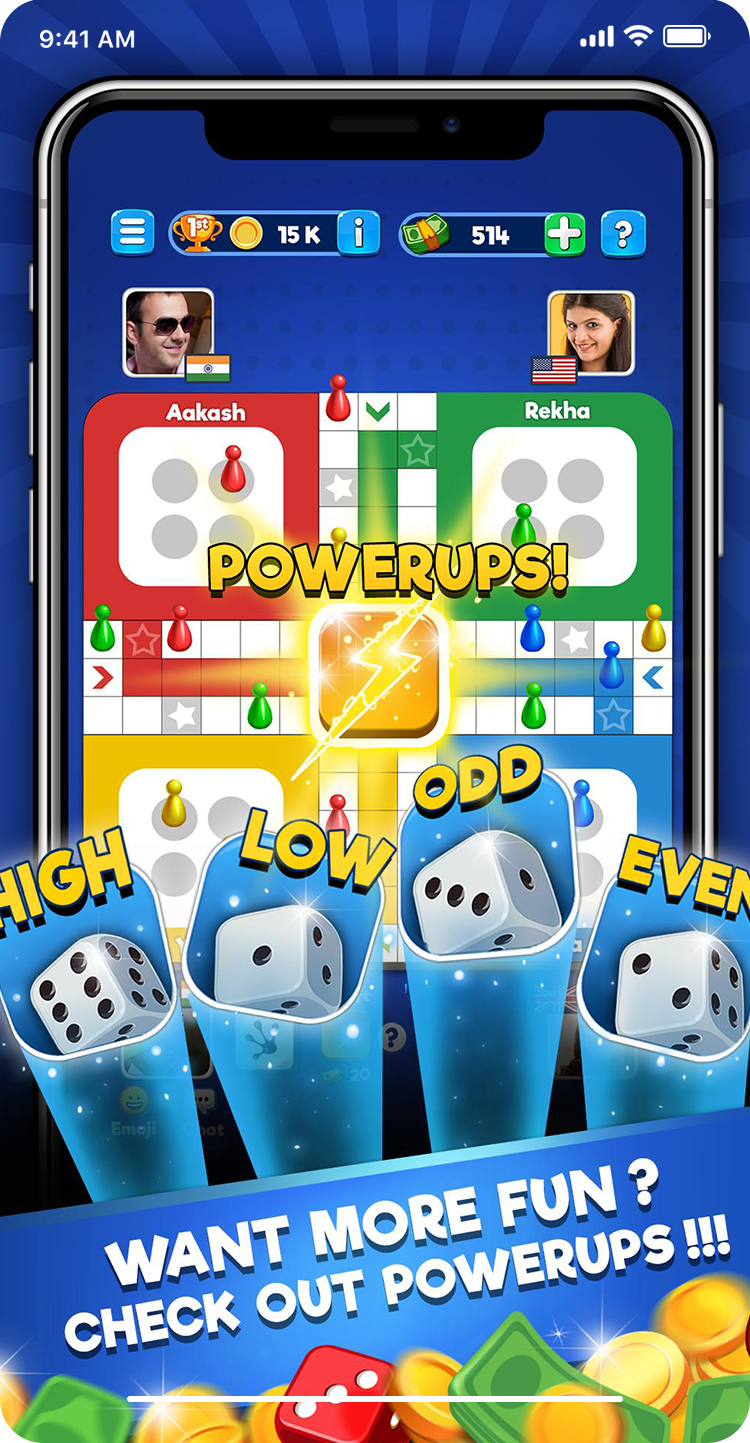 9:41 AM
1st
15 K
i
514
?
Aakash
Rekha
POWERUPS!
ODD
LOW
HIGH
EVEN
?
20
Emoji
Chat
WANT MORE FUN ?
CHECK OUT POWERUPS !!!